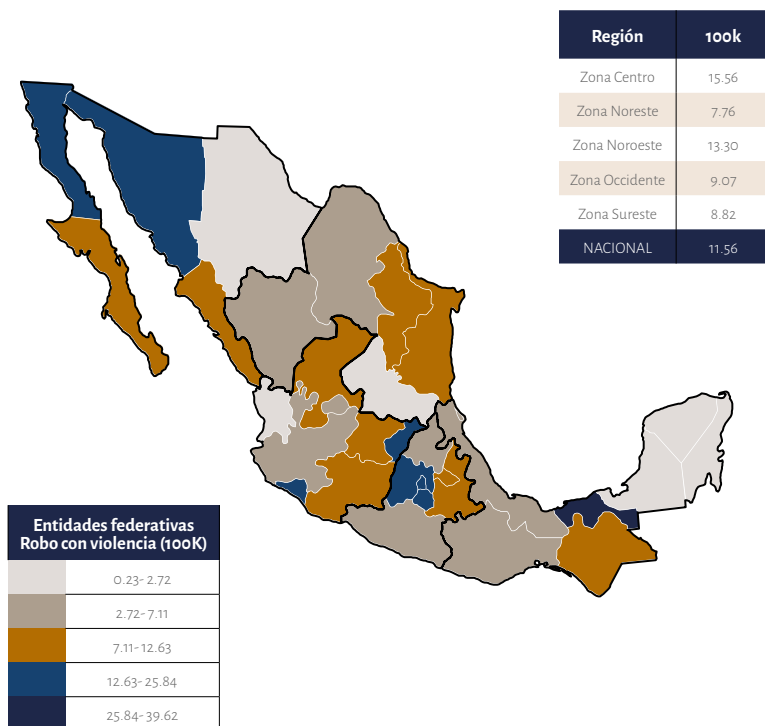 Región 100k
Zona Centro 15.56
Zona Noreste 7.76
Zona Noroeste 13.30
Zona Occidente 9.07
Zona Sureste 8.82
NACIONAL 11.56
Entidades federativas
Robo con violencia (100K)
0.23- 2.72
2.72- 7.11
7.11- 12.63
12.63- 25.84
25.84- 39.62